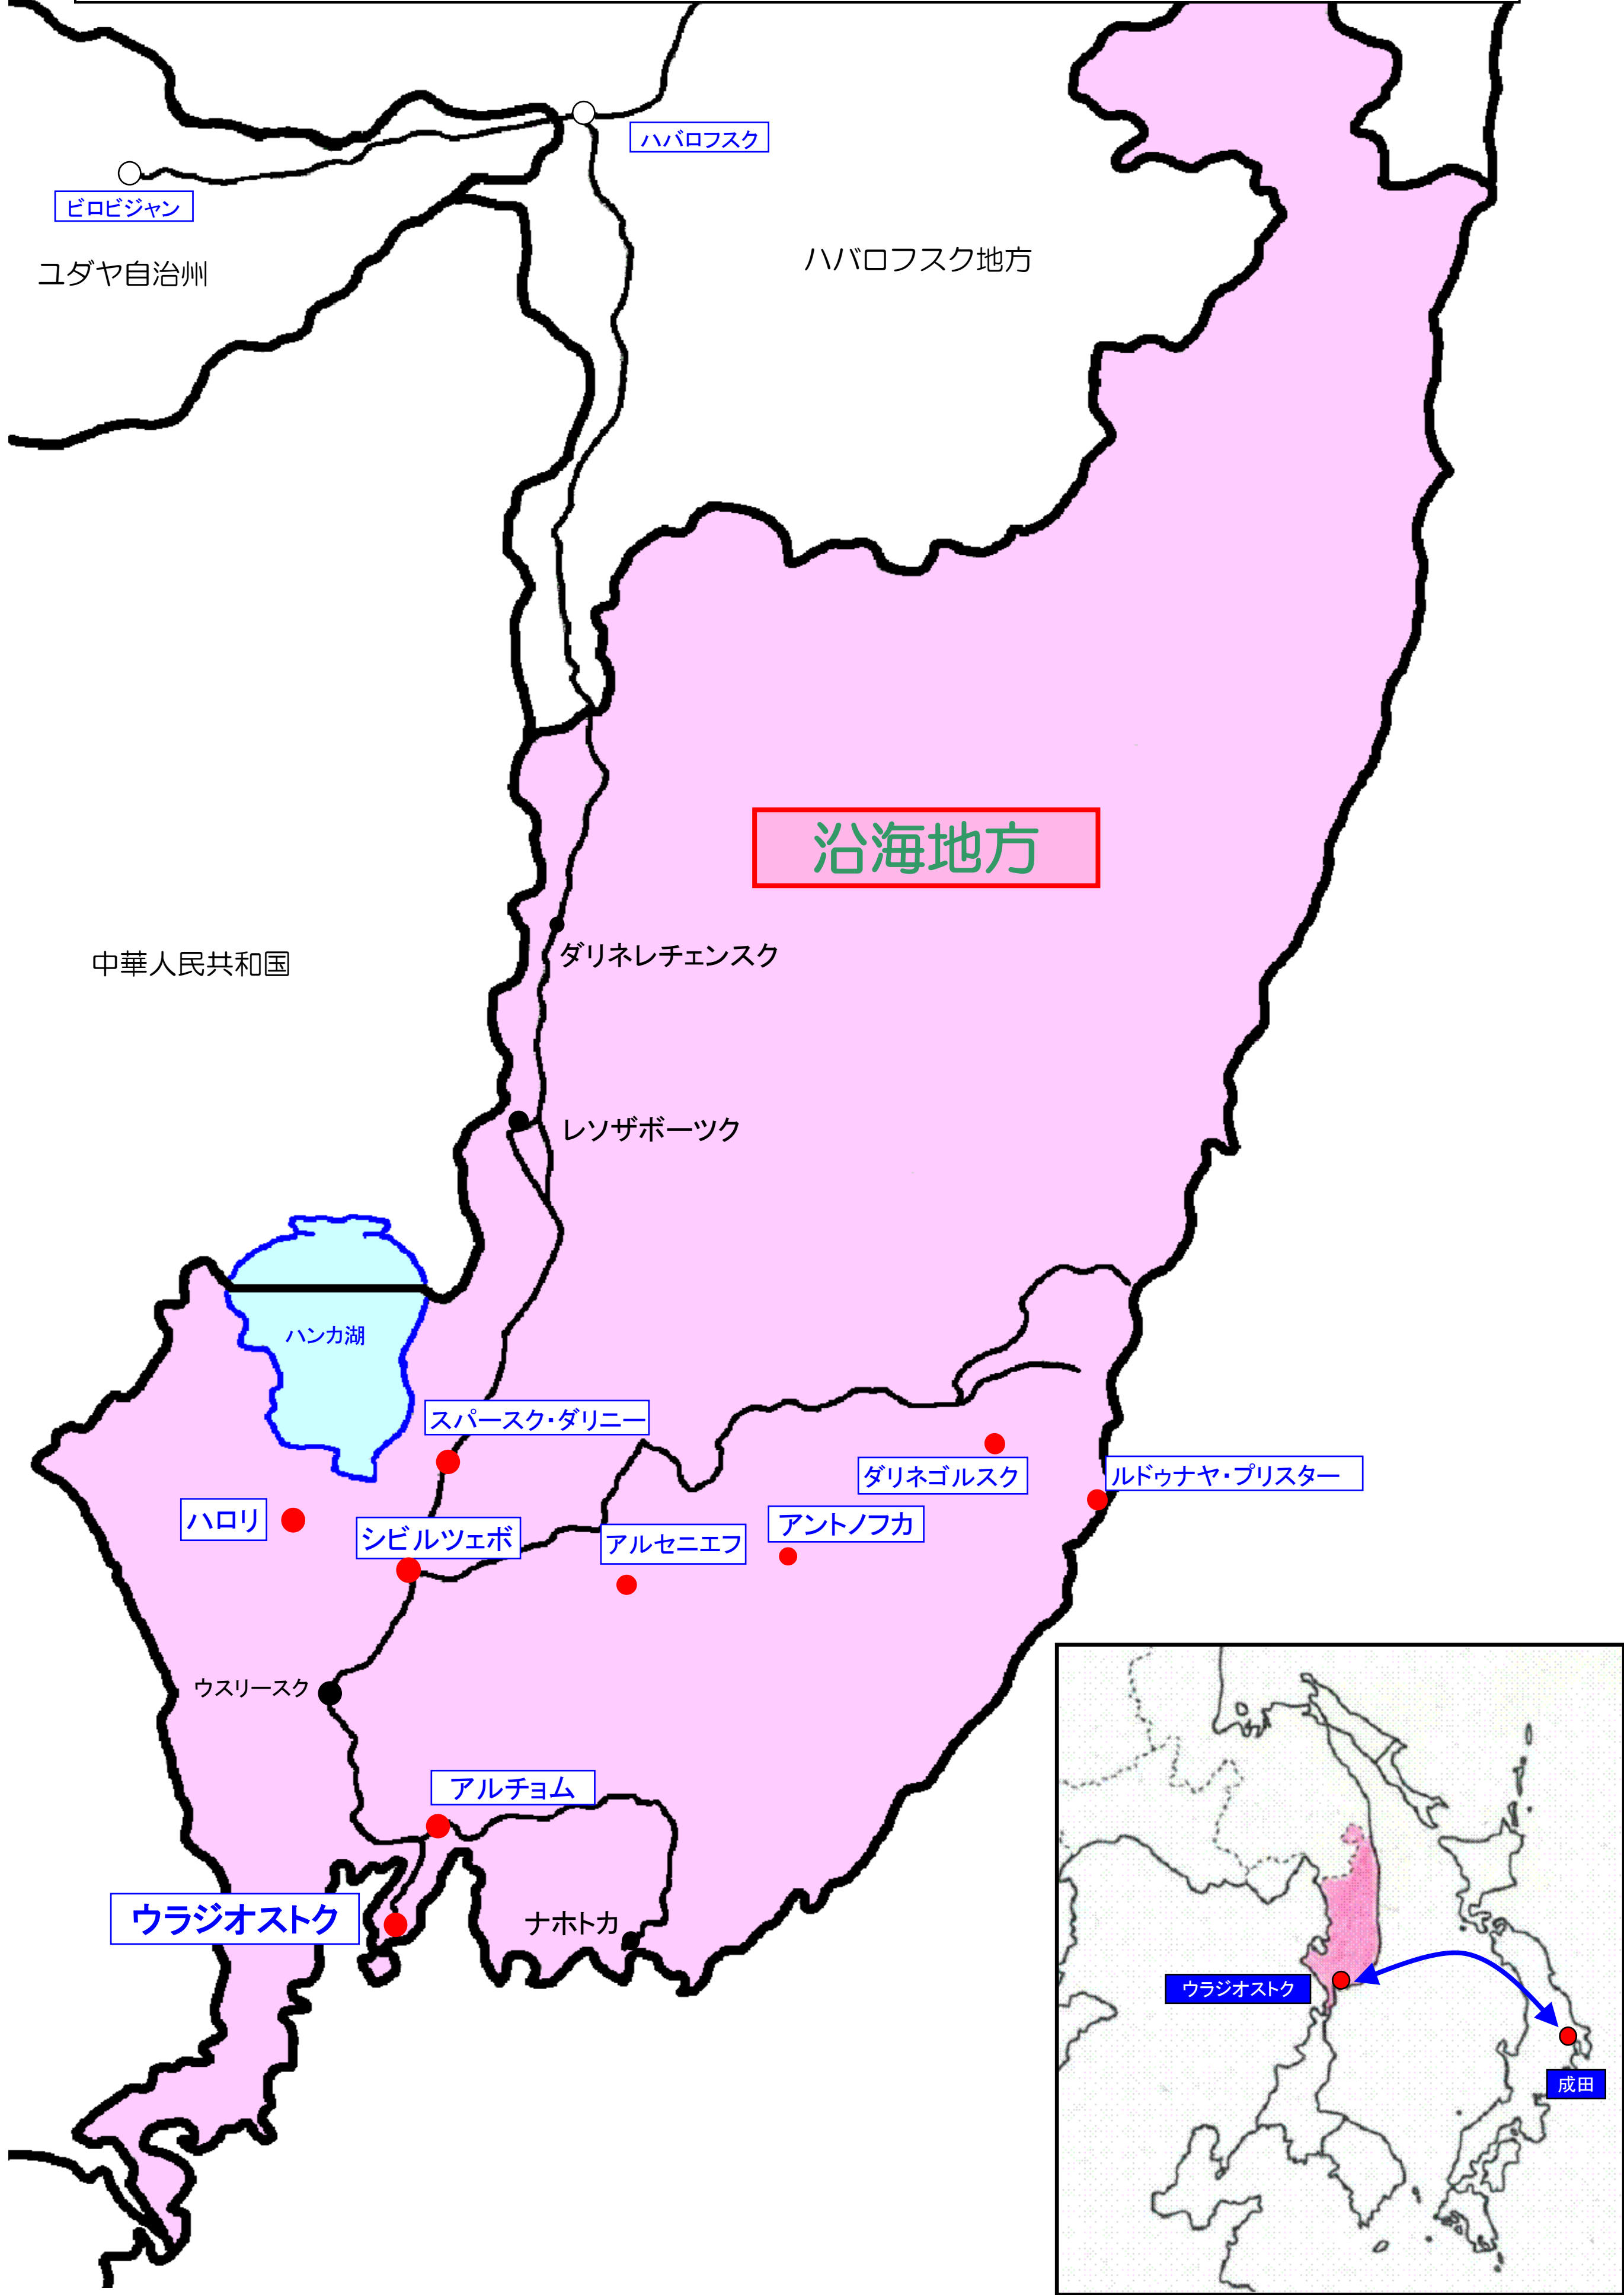 ハバロフスク
ビロビジャン
ユダヤ自治州
ハバロフスク地方
沿海地方
ダリネレチェンスク
中華人民共和国
レソザボーツク
ハンカ湖
スパースク・ダリニー
ダリネゴルスク
ルドゥナヤ・プリスター
ハロリ
シビルツェボ
アルセニエフ
アントノフカ
ウスリースク
アルチョム
ウラジオストク
ナホトカ
ウラジオストク
成田